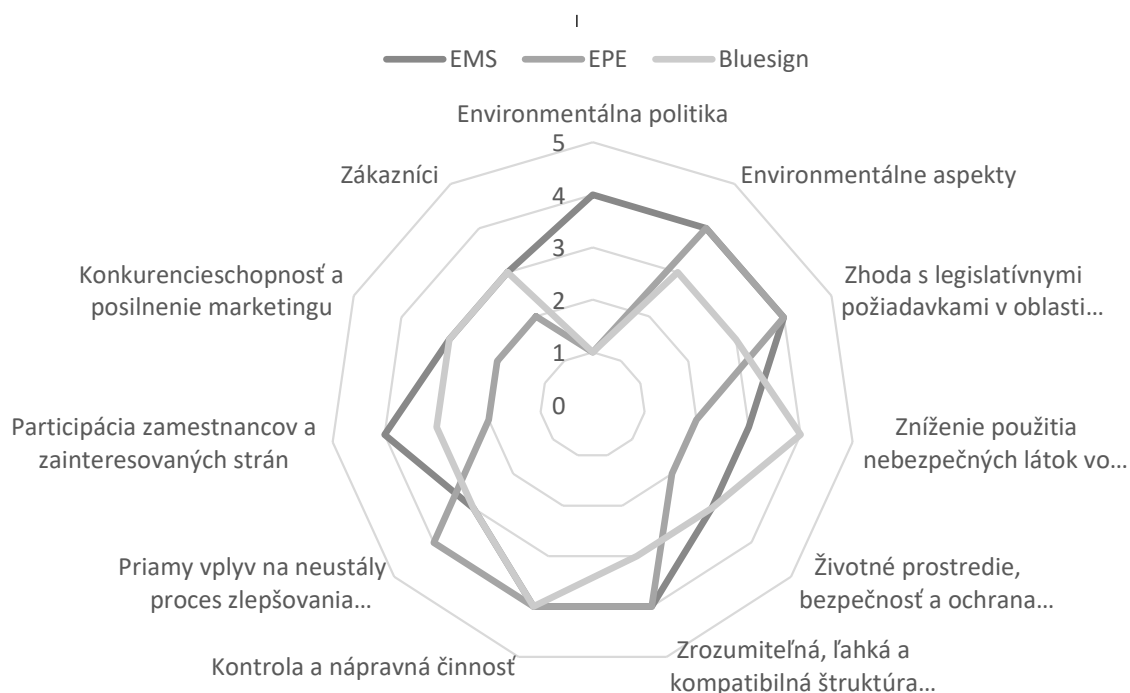 EMS EPE Bluesign
Environmentálna politika
Environmentálne aspekty
Zhoda s legislatívnymi
požiadavkami v oblasti...
Zníženie použitia
nebezpečných látok vo...
Životné prostredie,
bezpečnosť a ochrana...
Zrozumiteľná, ľahká a
kompatibilná štruktúra...
Kontrola a nápravná činnosť
Priamy vplyv na neustály
proces zlepšovania...
Participácia zamestnancov a
zainteresovaných strán
Konkurencieschopnosť a
posilnenie marketingu
Zákazníci
5
4
3
2
1
0